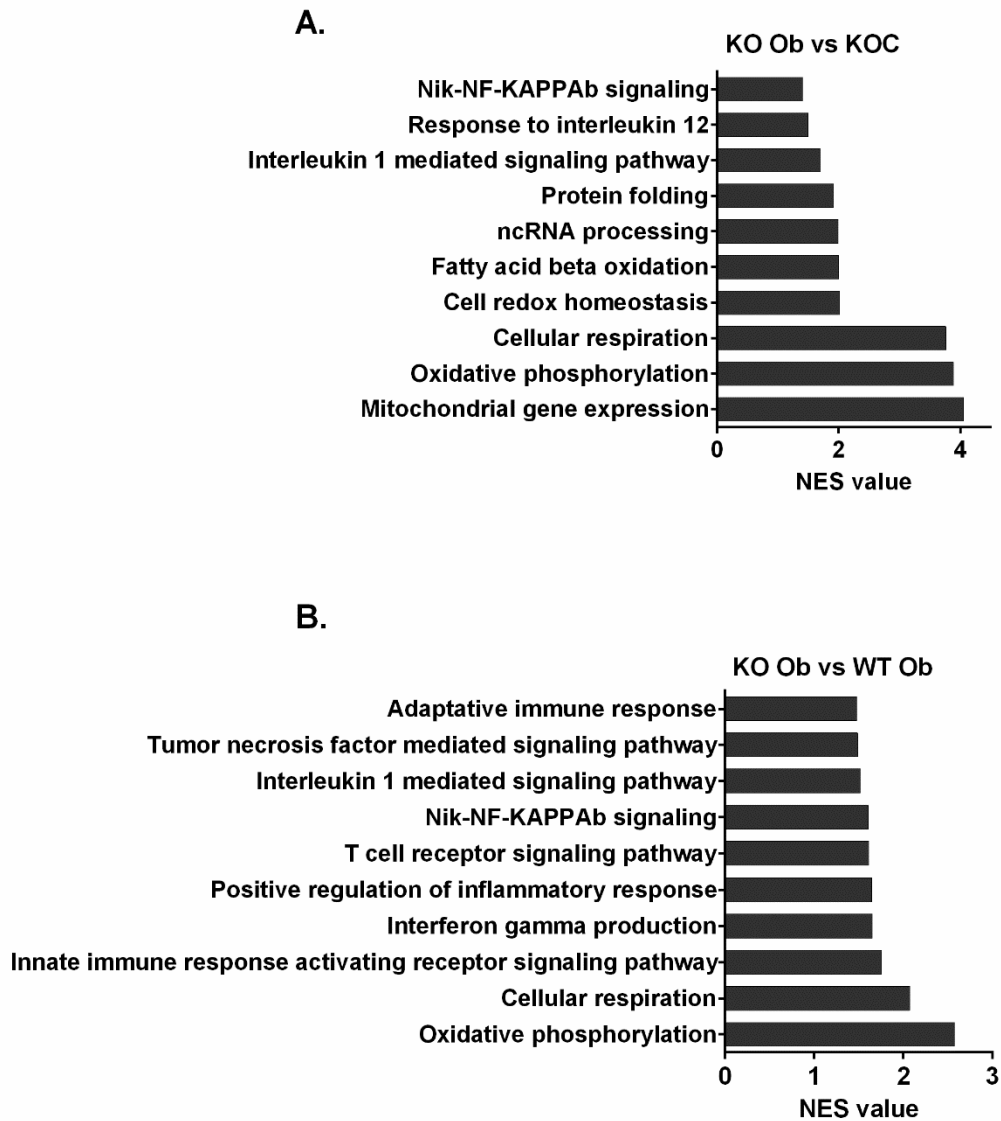 A.
KO Ob vs KOC
Nik-NF-KAPPAb signaling
Response to interleukin 12
Interleukin 1 mediated signaling pathway
Protein folding
ncRNA processing
Fatty acid beta oxidation
Cell redox homeostasis
Cellular respiration
Oxidative phosphorylation
Mitochondrial gene expression
0 2 4
NES value
B.
KO Ob vs WT Ob
Adaptative immune response
Tumor necrosis factor mediated signaling pathway
Interleukin 1 mediated signaling pathway
Nik-NF-KAPPAb signaling
T cell receptor signaling pathway
Positive regulation of inflammatory response
Interferon gamma production
Innate immune response activating receptor signaling pathway
Cellular respiration
Oxidative phosphorylation
0 1 2 3
NES value